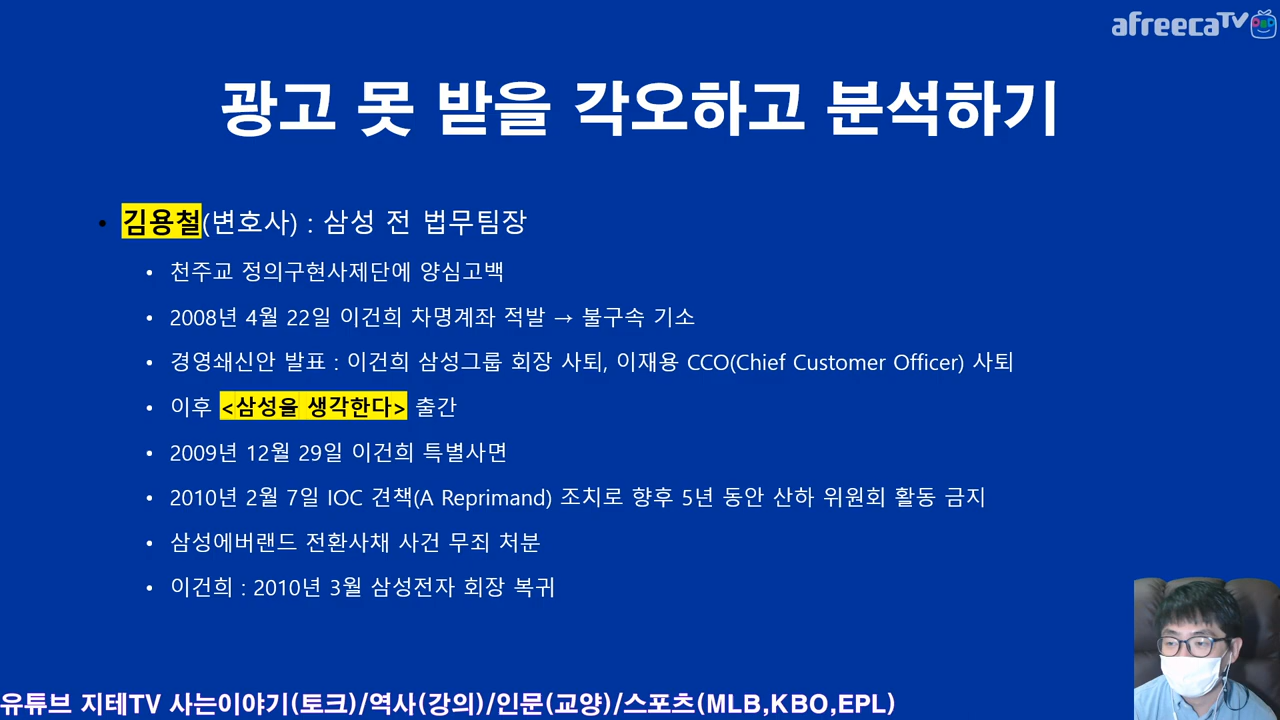 afreecaTV
광고 못 받을 각오하고 분석하기
• 김용철(변호사) : 삼성 전 법무팀장
• 천주교 정의구현사제단에 양심고백
• 2008년 4월 22일 이건희 차명계좌 적발 → 불구속 기소
• 경영쇄신안 발표 : 이건희 삼성그룹 회장 사퇴, 이재용 CCO(Chief Customer Officer) 사퇴
• 이후 <삼성을 생각한다> 출간
• 2009년 12월 29일 이건희 특별사면
• 2010년 2월 7일 IOC 견책(A Reprimand) 조치로 향후 5년 동안 산하 위원회 활동 금지
• 삼성에버랜드 전환사채 사건 무죄 처분
• 이건희 : 2010년 3월 삼성전자 회장 복귀
유튜브 지테TV 사는이야기(토크)/역사(강의)/인문(교양)/스포츠(MLB,KBO,EPL)